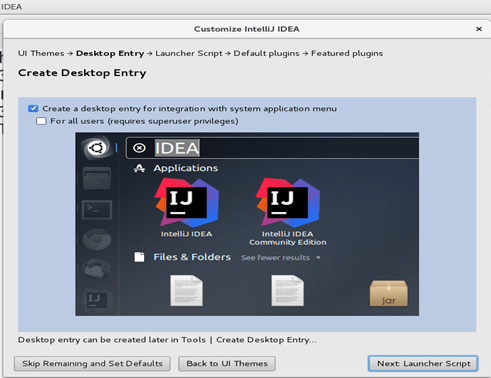 IDEA
Customize IntelliJ IDEA
UI Themes → Desktop Entry → Launcher Script → Default plugins → Featured plugins
Create Desktop Entry
Create a desktop entry for integration with system application menu
For all users (requires superuser privileges)
IDEA
Applications
IJ
IJ
IntelliJ IDEA
IntelliJ IDEA
Community Edition
Files & Folders See fewer results
IJ
jar
Desktop entry can be created later in Tools | Create Desktop Entry...
Skip Remaining and Set Defaults Back to UI Themes Next: Launcher Script